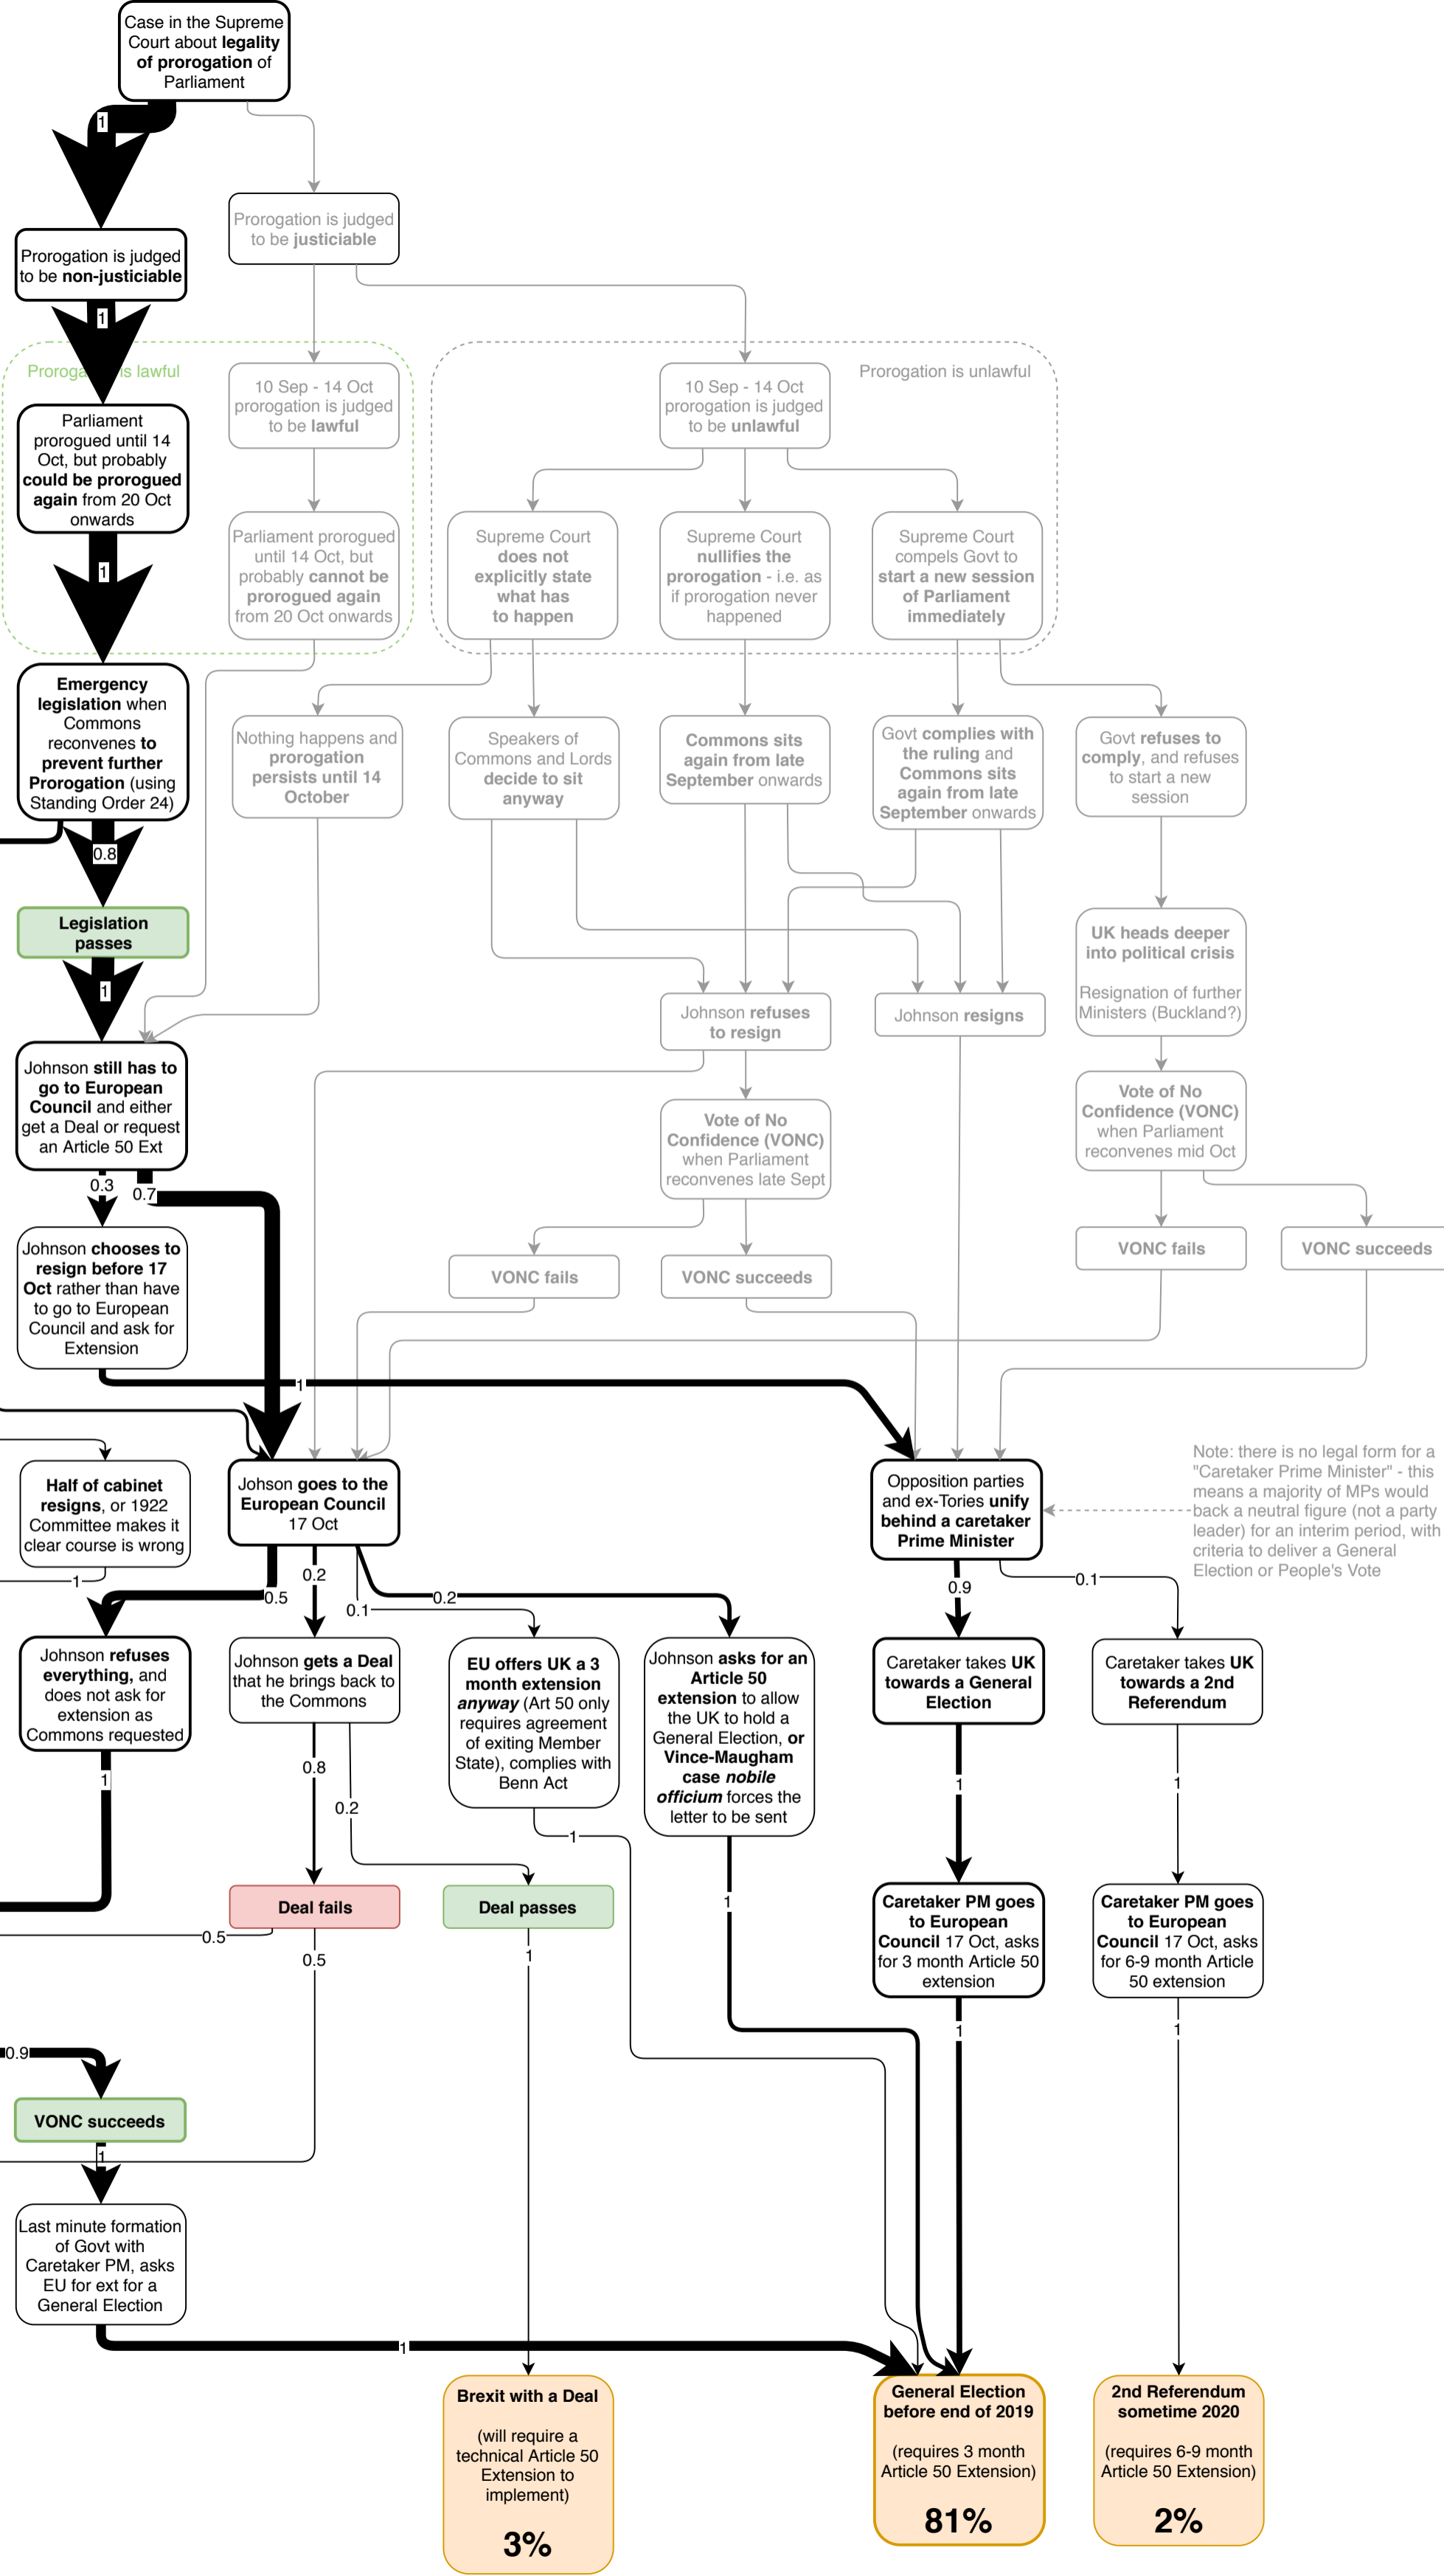 Case in the Supreme
Court about legality
of prorogation of
Parliament
1
Prorogation is judged
to be justiciable
Prorogation is judged
to be non-justiciable
1
Prorogation is lawful
Prorogation is unlawful
10 Sep - 14 Oct
prorogation is judged
to be lawful
10 Sep - 14 Oct
prorogation is judged
to be unlawful
Parliament
prorogued until 14
Oct, but probably
could be prorogued
again from 20 Oct
onwards
Parliament prorogued
until 14 Oct, but
probably cannot be
prorogued again
from 20 Oct onwards
Supreme Court
does not
explicitly state
what has
to happen
Supreme Court
nullifies the
prorogation - i.e. as
if prorogation never
happened
Supreme Court
compels Govt to
start a new session
of Parliament
immediately
1
Emergency
legislation when
Commons
reconvenes to
prevent further
Prorogation (using
Standing Order 24)
Nothing happens and
prorogation
persists until 14
October
Speakers of
Commons and Lords
decide to sit
anyway
Commons sits
again from late
September onwards
Govt complies with
the ruling and
Commons sits
again from late
September onwards
Govt refuses to
comply, and refuses
to start a new
session
0.8
Legislation
passes
1
UK heads deeper
into political crisis
Resignation of further
Ministers (Buckland?)
Johnson refuses
to resign
Johnson resigns
Johnson still has to
go to European
Council and either
get a Deal or request
an Article 50 Ext
Vote of No
Confidence (VONC)
when Parliament
reconvenes late Sept
Vote of No
Confidence (VONC)
when Parliament
reconvenes mid Oct
0.3
0.7
Johnson chooses to
resign before 17
Oct rather than have
to go to European
Council and ask for
Extension
VONC fails
VONC succeeds
VONC fails
VONC succeeds
1
Half of cabinet
resigns, or 1922
Committee makes it
clear course is wrong
1
Johson goes to the
European Council
17 Oct
Opposition parties
and ex-Tories unify
behind a caretaker
Prime Minister
Note: there is no legal form for a
"Caretaker Prime Minister" - this
means a majority of MPs would
back a neutral figure (not a party
leader) for an interim period, with
criteria to deliver a General
Election or People's Vote
0.5
0.2
0.1
0.2
0.9
0.1
Johnson refuses
everything, and
does not ask for
extension as
Commons requested
Johnson gets a Deal
that he brings back to
the Commons
EU offers UK a 3
month extension
anyway (Art 50 only
requires agreement
of exiting Member
State), complies with
Benn Act
Johnson asks for an
Article 50
extension to allow
the UK to hold a
General Election, or
Vince-Maugham
case nobile
officium forces the
letter to be sent
Caretaker takes UK
towards a General
Election
Caretaker takes UK
towards a 2nd
Referendum
1
0.8
0.2
1
1
1
1
Deal fails
Deal passes
0.5
0.5
1
Caretaker PM goes
to European
Council 17 Oct, asks
for 3 month Article 50
extension
Caretaker PM goes
to European
Council 17 Oct, asks
for 6-9 month Article
50 extension
1
1
0.9
VONC succeeds
1
Last minute formation
of Govt with
Caretaker PM, asks
EU for ext for a
General Election
1
Brexit with a Deal
(will require a
technical Article 50
Extension to
implement)
3%
General Election
before end of 2019
(requires 3 month
Article 50 Extension)
81%
2nd Referendum
sometime 2020
(requires 6-9 month
Article 50 Extension)
2%